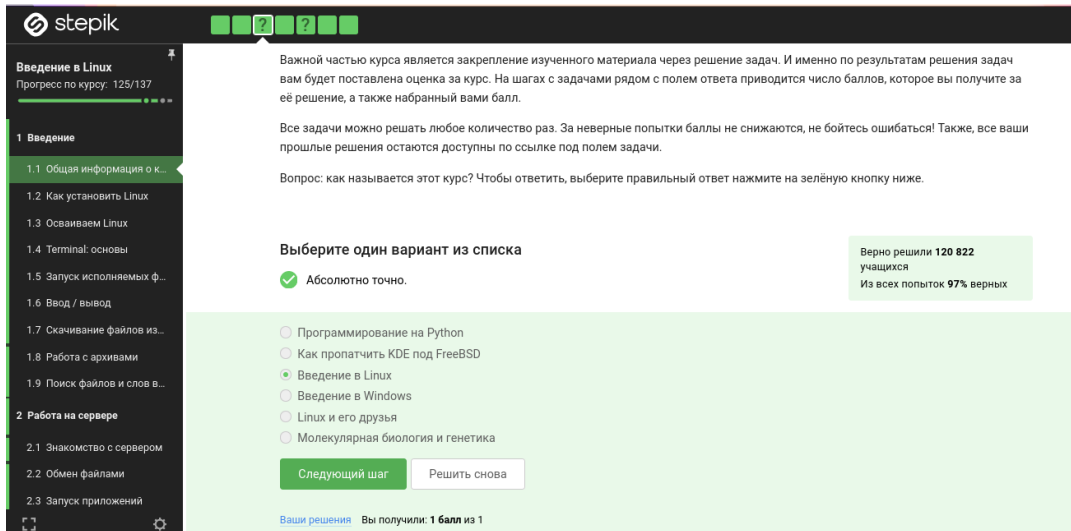 stepik
? ?
Введение в Linux
Прогресс по курсу: 125/137
1 Введение
1.1 Общая информация о к...
1.2 Как установить Linux
1.3 Осваиваем Linux
1.4 Terminal: основы
1.5 Запуск исполняемых ф...
1.6 Ввод / вывод
1.7 Скачивание файлов из...
1.8 Работа с архивами
1.9 Поиск файлов и слов в...
2 Работа на сервере
2.1 Знакомство с сервером
2.2 Обмен файлами
2.3 Запуск приложений
Важной частью курса является закрепление изученного материала через решение задач. И именно по результатам решения задач
вам будет поставлена оценка за курс. На шагах с задачами рядом с полем ответа приводится число баллов, которое вы получите за
её решение, а также набранный вами балл.
Все задачи можно решать любое количество раз. За неверные попытки баллы не снижаются, не бойтесь ошибаться! Также, все ваши
прошлые решения остаются доступны по ссылке под полем задачи.
Вопрос: как называется этот курс? Чтобы ответить, выберите правильный ответ нажмите на зелёную кнопку ниже.
Выберите один вариант из списка
Абсолютно точно.
Верно решили 120 822
учащихся
Из всех попыток 97% верных
Программирование на Python
Как пропатчить KDE под FreeBSD
Введение в Linux
Введение в Windows
Linux и его друзья
Молекулярная биология и генетика
Следующий шаг
Решить снова
Ваши решения Вы получили: 1 балл из 1